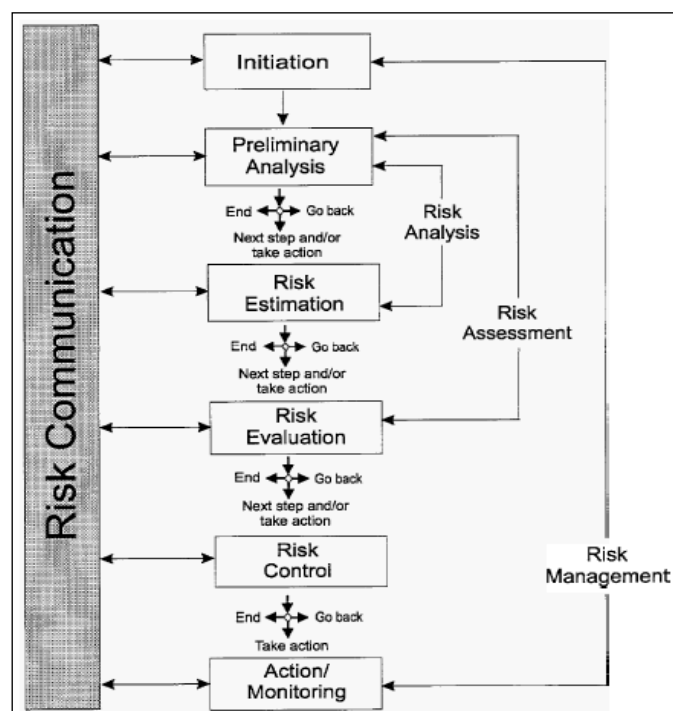 Risk Communication
Initiation
Preliminary
Analysis
End
Go back
Next step and/or
take action
Risk
Analysis
Risk
Estimation
End
Go back
Next step and/or
take action
Risk
Assessment
Risk
Evaluation
End
Go back
Next step and/or
take action
Risk
Control
Risk
Management
End
Go back
Take action
Action/
Monitoring